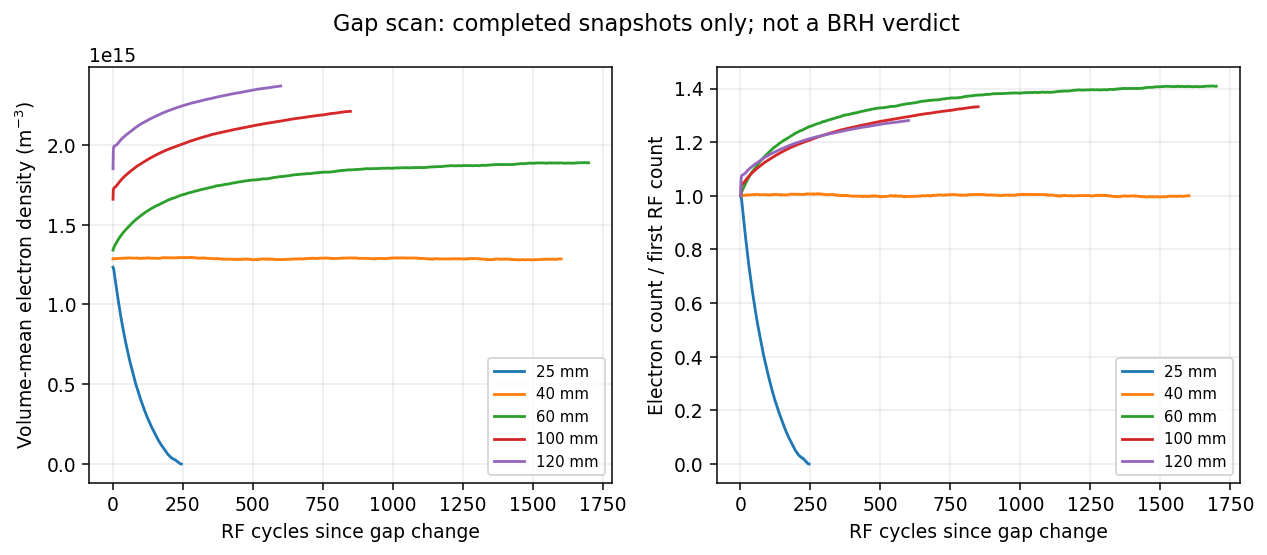 Gap scan: completed snapshots only; not a BRH verdict
1e15
Volume-mean electron density (m⁻³)
2.0
1.5
1.0
0.5
0.0
0 250 500 750 1000 1250 1500 1750
RF cycles since gap change
25 mm
40 mm
60 mm
100 mm
120 mm
Electron count / first RF count
1.4
1.2
1.0
0.8
0.6
0.4
0.2
0.0
0 250 500 750 1000 1250 1500 1750
RF cycles since gap change
25 mm
40 mm
60 mm
100 mm
120 mm